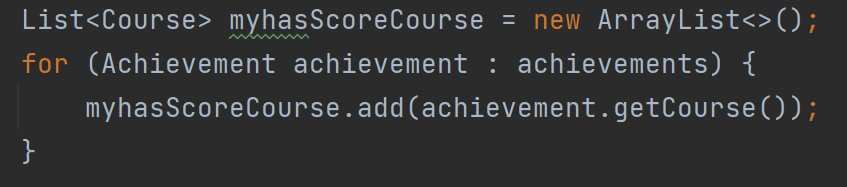 List<Course> myhasScoreCourse = new ArrayList<>();
for (Achievement achievement : achievements) {
    myhasScoreCourse.add(achievement.getCourse());
}